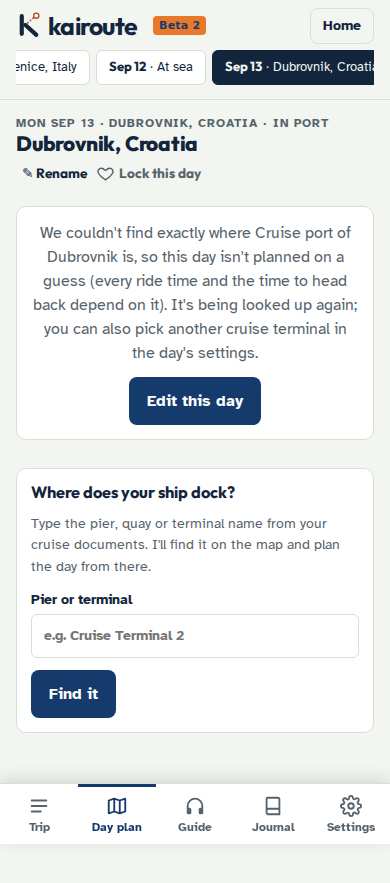 kairoute
Beta 2
Home
enice, Italy
Sep 12 · At sea
Sep 13 · Dubrovnik, Croatia
MON SEP 13 · DUBROVNIK, CROATIA · IN PORT
Dubrovnik, Croatia
✎ Rename
Lock this day
We couldn't find exactly where Cruise port of
Dubrovnik is, so this day isn't planned on a
guess (every ride time and the time to head
back depend on it). It's being looked up again;
you can also pick another cruise terminal in
the day's settings.
Edit this day
Where does your ship dock?
Type the pier, quay or terminal name from your
cruise documents. I'll find it on the map and plan
the day from there.
Pier or terminal
e.g. Cruise Terminal 2
Find it
Trip
Day plan
Guide
Journal
Settings